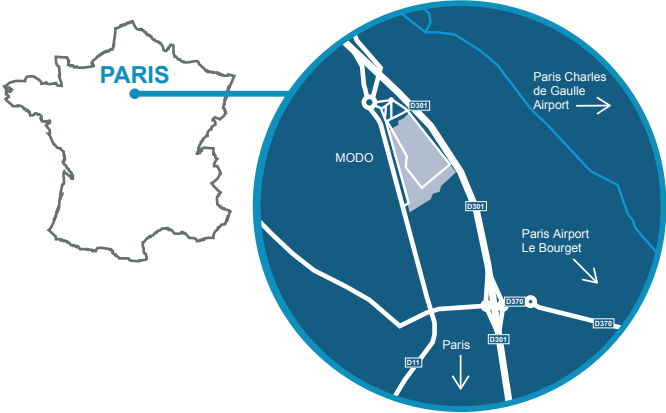 PARIS
Paris Charles
de Gaulle
Airport
D301
MODO
D301
Paris Airport
Le Bourget
D370
D370
D301
Paris
D11